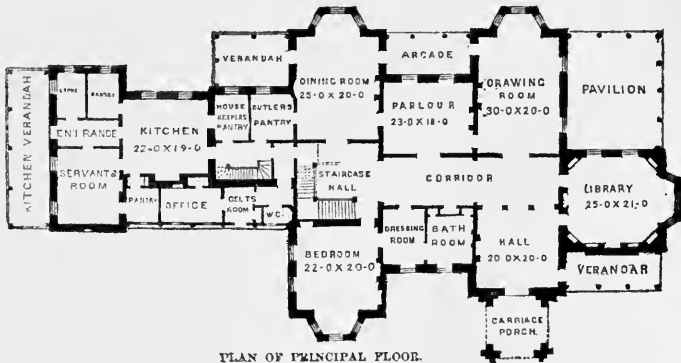 VERANDAH
ARCADE
DINING ROOM
25-0 X 20-0
DRAWING
ROOM
30-0 X 20-0
PAVILION
KITCHEN VERANDAH
PANTRY
HOUSE
KEEPERS
PANTRY
BUTLERS
PANTRY
PARLOUR
23-0 X 18-0
ENTRANCE
KITCHEN
22-0 X 19-0
SERVANTS
ROOM
STAIRCASE
HALL
CORRIDOR
LIBRARY
25-0 X 21-0
PANTRY
OFFICE
ROOM
W.C.
DRESSING
ROOM
BATH
ROOM
HALL
20-0 X 20-0
BEDROOM
22-0 X 20-0
VERANDAH
CARRIAGE
PORCH.
PLAN OF PRINCIPAL FLOOR.